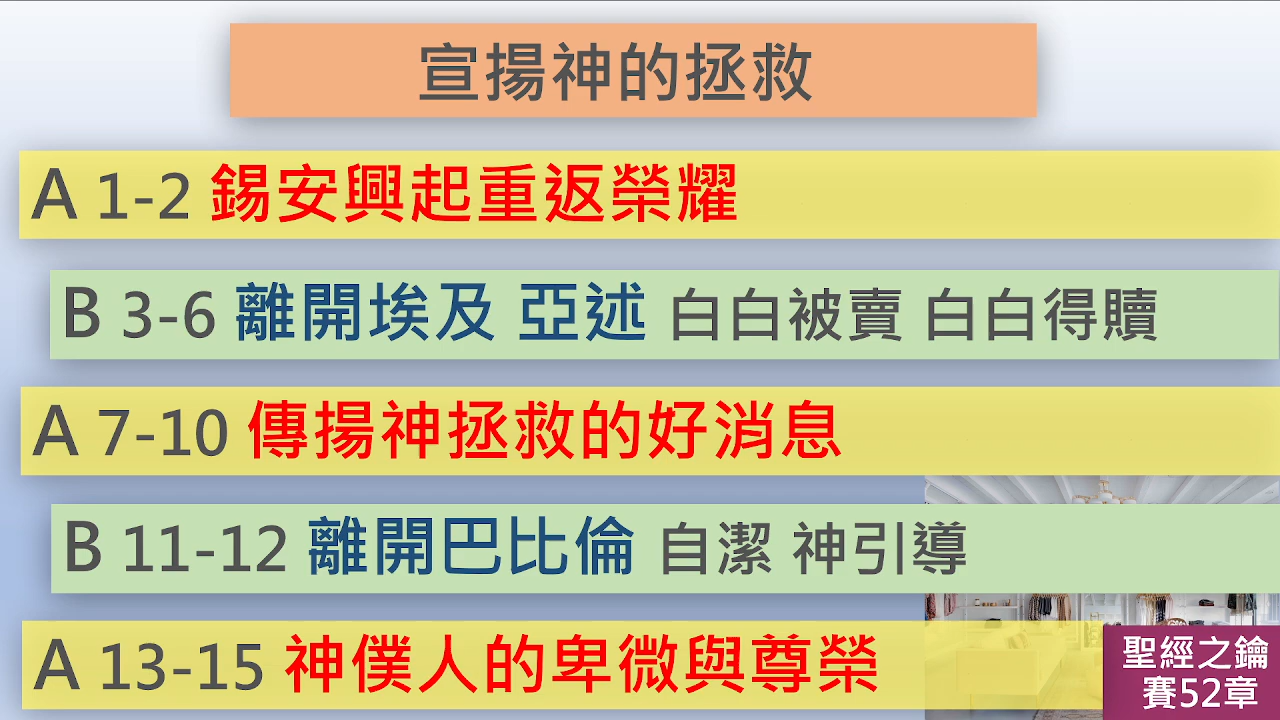 宣揚神的拯救
A 1-2 錫安興起重返榮耀
B 3-6 離開埃及 亞述 白白被賣 白白得贖
A 7-10 傳揚神拯救的好消息
B 11-12 離開巴比倫 自潔 神引導
A 13-15 神僕人的卑微與尊榮
聖經之鑰
賽52章